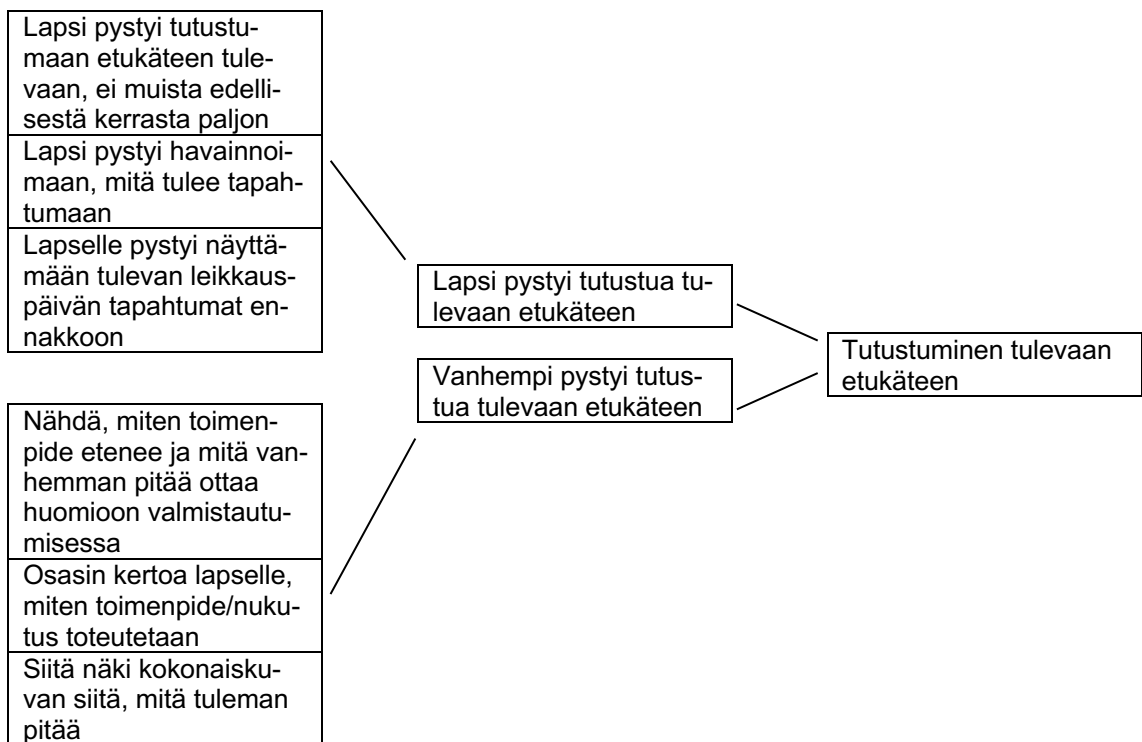 Lapsi pystyi tutustu-
maan etukäteen tule-
vaan, ei muista edelli-
sestä kerrasta paljon
Lapsi pystyi havainnoi-
maan, mitä tulee tapah-
tumaan
Lapselle pystyi näyttä-
mään tulevan leikkaus-
päivän tapahtumat en-
nakkoon
Nähdä, miten toimen-
pide etenee ja mitä van-
hemman pitää ottaa
huomioon valmistautu-
misessa
Osasin kertoa lapselle,
miten toimenpide/nuku-
tus toteutetaan
Siitä näki kokonaisku-
van siitä, mitä tuleman
pitää
Lapsi pystyi tutustua tu-
levaan etukäteen
Vanhempi pystyi tutus-
tua tulevaan etukäteen
Tutustuminen tulevaan
etukäteen